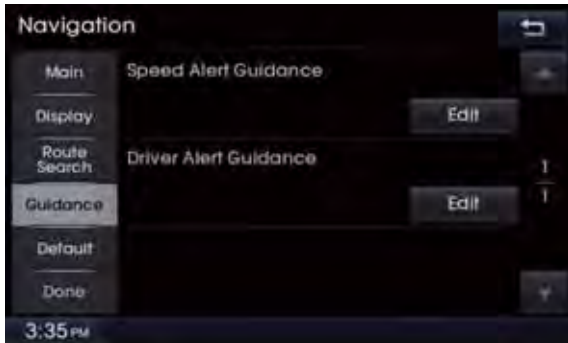 Navigation
Main
Speed Alert Guidance
Display
Edit
Route
Search
Driver Alert Guidance
1
1
Guidance
Edit
Default
Done
3:35 PM